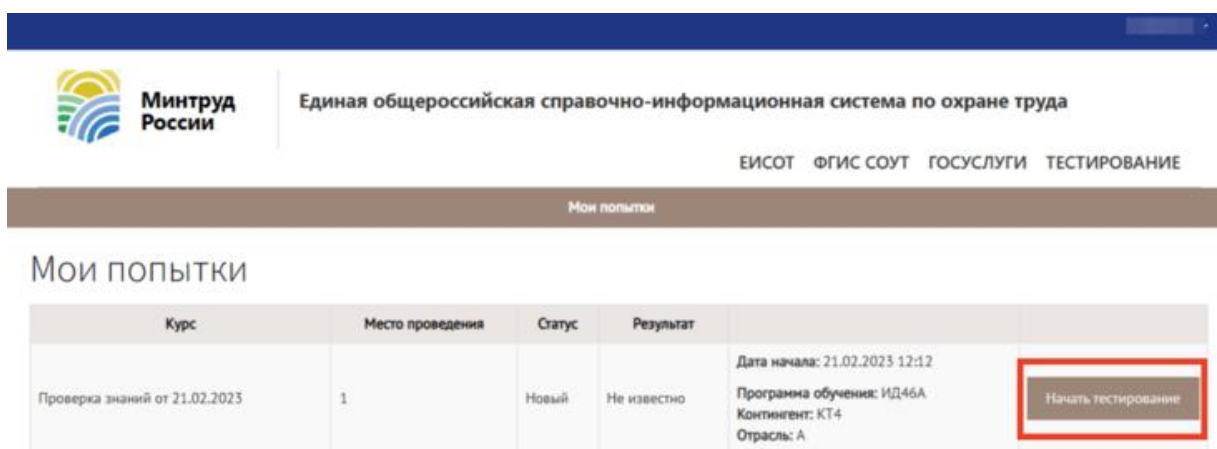 Минтруд
России
Единая общероссийская справочно-информационная система по охране труда
ЕИСОТ ФГИС СОУТ ГОСУСЛУГИ ТЕСТИРОВАНИЕ
Мои попытки
Мои попытки
Курс Место проведения Статус Результат
Проверка знаний от 21.02.2023 1 Новый Не известно
Дата начала: 21.02.2023 12:12
Программа обучения: ИД46А
Контингент: КТ4
Отрасль: А
Начать тестирование